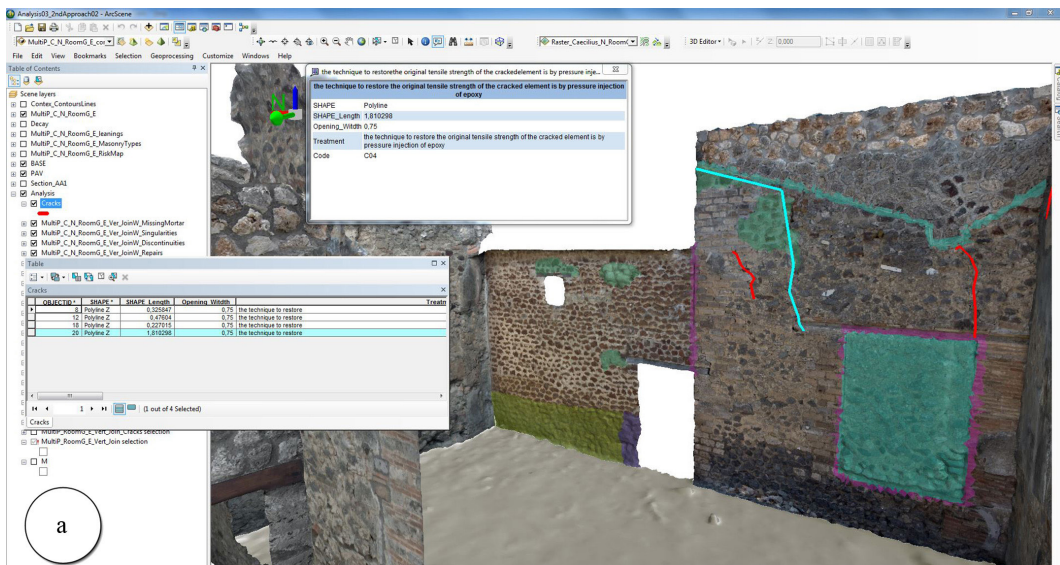 Analysis03_2ndApproach02 - ArcScene
MultiP_C_N_RoomG_E_cor
Raster_Caecilius_N_Room(
3D Editor
Z: 0.000
File Edit View Bookmarks Selection Geoprocessing Customize Windows Help
Table of Contents
Scene layers
Contex_ContoursLines
MultiP_C_N_RoomG_E
Decay
MultiP_C_N_RoomG_E_leanings
MultiP_C_N_RoomG_E_MasonryTypes
MultiP_C_N_RoomG_E_RiskMap
BASE
PAV
Section_AA1
Analysis
Cracks
MultiP_C_N_RoomG_E_Ver_JoinW_MissingMortar
MultiP_C_N_RoomG_E_Ver_JoinW_Singularities
MultiP_C_N_RoomG_E_Ver_JoinW_Discontinuities
MultiP_C_N_RoomG_E_Ver_JoinW_Repairs
the technique to restorethe original tensile strength of the crackedelement is by pressure inje...
the technique to restore the original tensile strength of the cracked element is by pressure injection
of epoxy
SHAPE Polyline
SHAPE_Length 1,810298
Opening_Witdth 0,75
Treatment the technique to restore the original tensile strength of the cracked element is by
pressure injection of epoxy
Code C04
Table
Cracks
OBJECTID * SHAPE * SHAPE_Length Opening_Witdth Treatn
8 Polyline Z 0,325847 0,75 the technique to restore
12 Polyline Z 0,47604 0,75 the technique to restore
18 Polyline Z 0,227015 0,75 the technique to restore
20 Polyline Z 1,810298 0,75 the technique to restore
1 (1 out of 4 Selected)
Cracks
MultiP_RoomG_E_Vert_Join_Cracks selection
MultiP_RoomG_E_Vert_Join selection
M
a
N